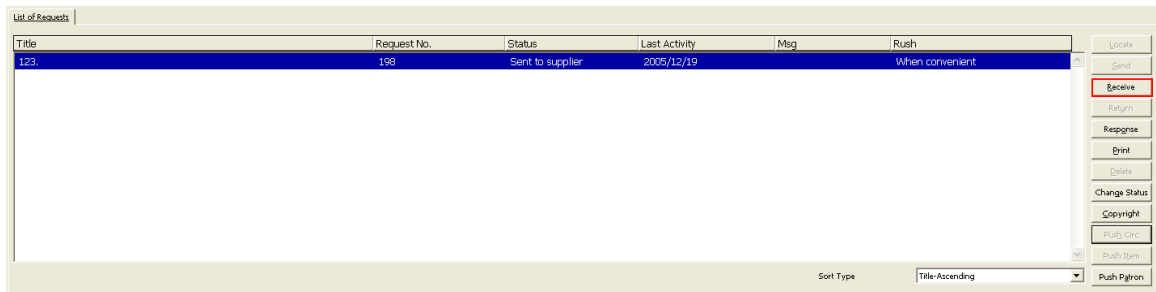 List of Requests
Title Request No. Status Last Activity Msg Rush
123. 198 Sent to supplier 2005/12/19 When convenient
Locate
Send
Receive
Return
Response
Print
Delete
Change Status
Copyright
Push Circ
Push Item
Sort Type Title-Ascending Push Patron